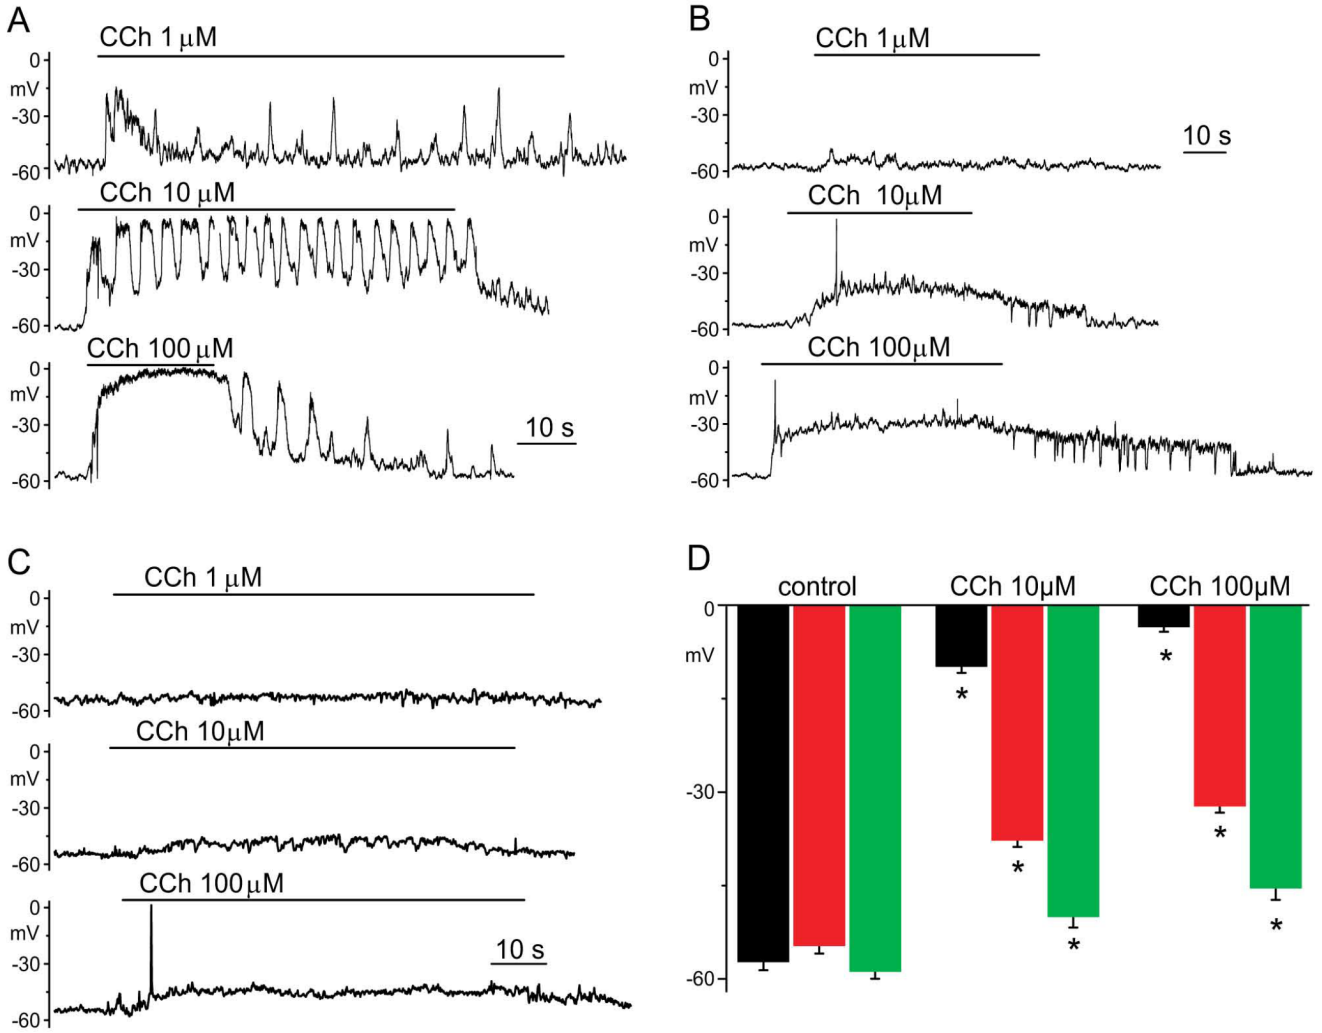 A
CCh 1 μM
0
mV
-30
-60
CCh 10 μM
0
mV
-30
-60
CCh 100 μM
0
mV
-30
-60
10 s
B
CCh 1μM
0
mV
-30
-60
10 s
CCh 10μM
0
mV
-30
-60
CCh 100μM
0
mV
-30
-60
C
CCh 1 μM
0
mV
-30
-60
CCh 10μM
0
mV
-30
-60
CCh 100μM
0
mV
-30
-60
10 s
D
control CCh 10μM CCh 100μM
0
mV
* *
-30
* *
* *
-60